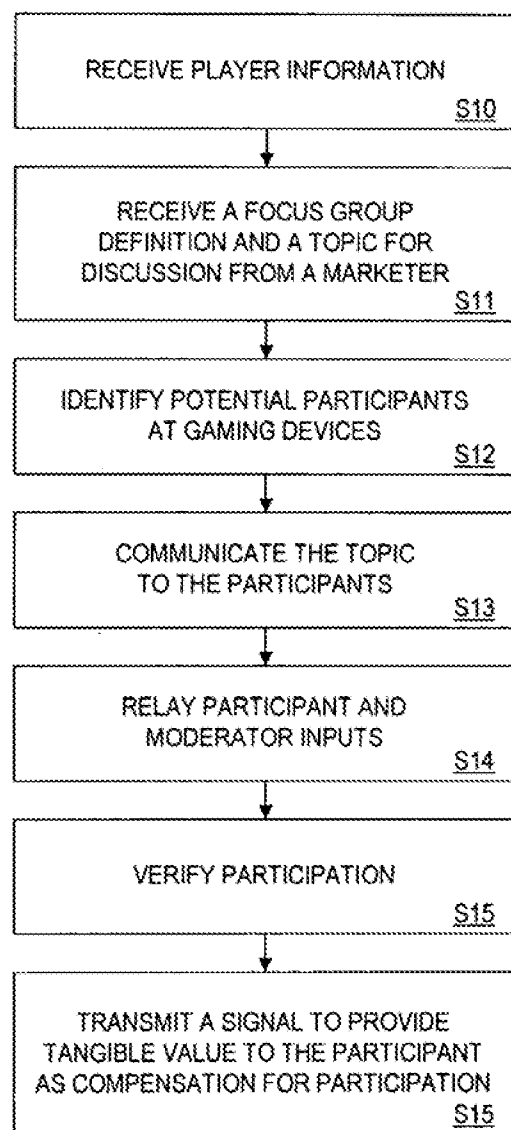 RECEIVE PLAYER INFORMATION
S10
RECEIVE A FOCUS GROUP
DEFINITION AND A TOPIC FOR
DISCUSSION FROM A MARKETER
S11
IDENTIFY POTENTIAL PARTICIPANTS
AT GAMING DEVICES
S12
COMMUNICATE THE TOPIC
TO THE PARTICIPANTS
S13
RELAY PARTICIPANT AND
MODERATOR INPUTS
S14
VERIFY PARTICIPATION
S15
TRANSMIT A SIGNAL TO PROVIDE
TANGIBLE VALUE TO THE PARTICIPANT
AS COMPENSATION FOR PARTICIPATION
S15